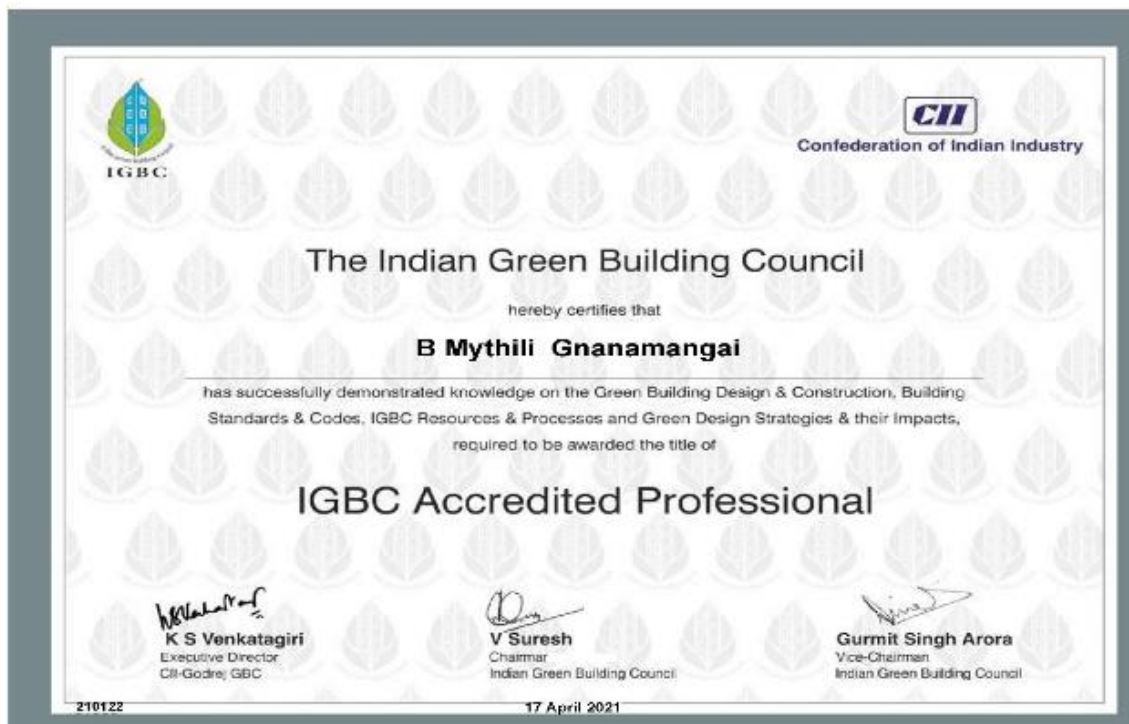 IGBC
CII
Confederation of Indian Industry
The Indian Green Building Council
hereby certifies that
B Mythili Gnanamangai
has successfully demonstrated knowledge on the Green Building Design & Construction, Building
Standards & Codes, IGBC Resources & Processes and Green Design Strategies & their Impacts,
required to be awarded the title of
IGBC Accredited Professional
K S Venkatagiri
Executive Director
CII-Godrej GBC
V Suresh
Chairman
Indian Green Building Council
Gurmit Singh Arora
Vice-Chairman
Indian Green Building Council
210122
17 April 2021